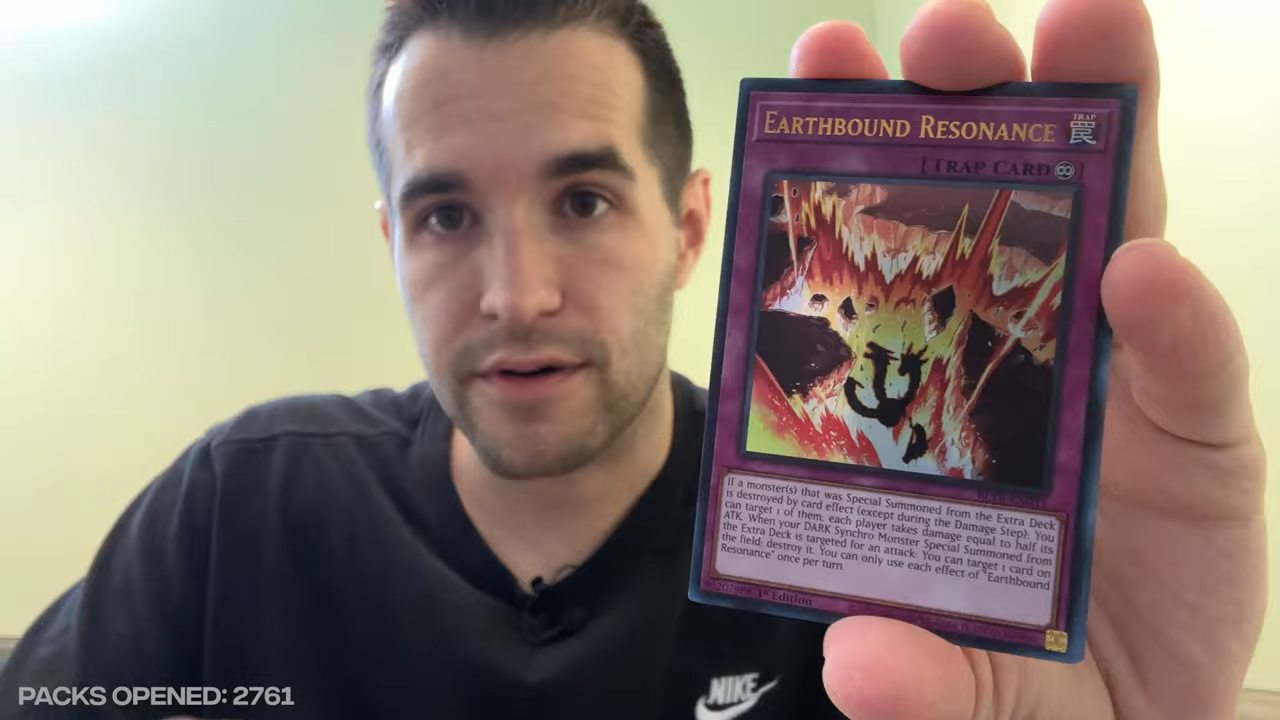 EARTHBOUND RESONANCE
TRAP
罠
[TRAP CARD
If a monster(s) that was Special Summoned from the Extra Deck
is destroyed by card effect (except during the Damage Step): You
can target 1 of them; each player takes damage equal to half its
ATK. When your DARK Synchro Monster Special Summoned from
the Extra Deck is targeted for an attack: You can target 1 card on
the field; destroy it. You can only use each effect of "Earthbound
Resonance" once per turn.
1st Edition
NIKE
PACKS OPENED: 2761